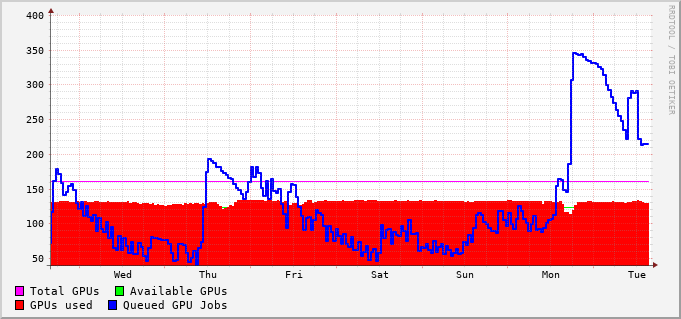 400
350
300
250
200
150
100
50
Wed Thu Fri Sat Sun Mon Tue
Total GPUs Available GPUs
GPUs used Queued GPU Jobs
RRDTOOL / TOBI OETIKER